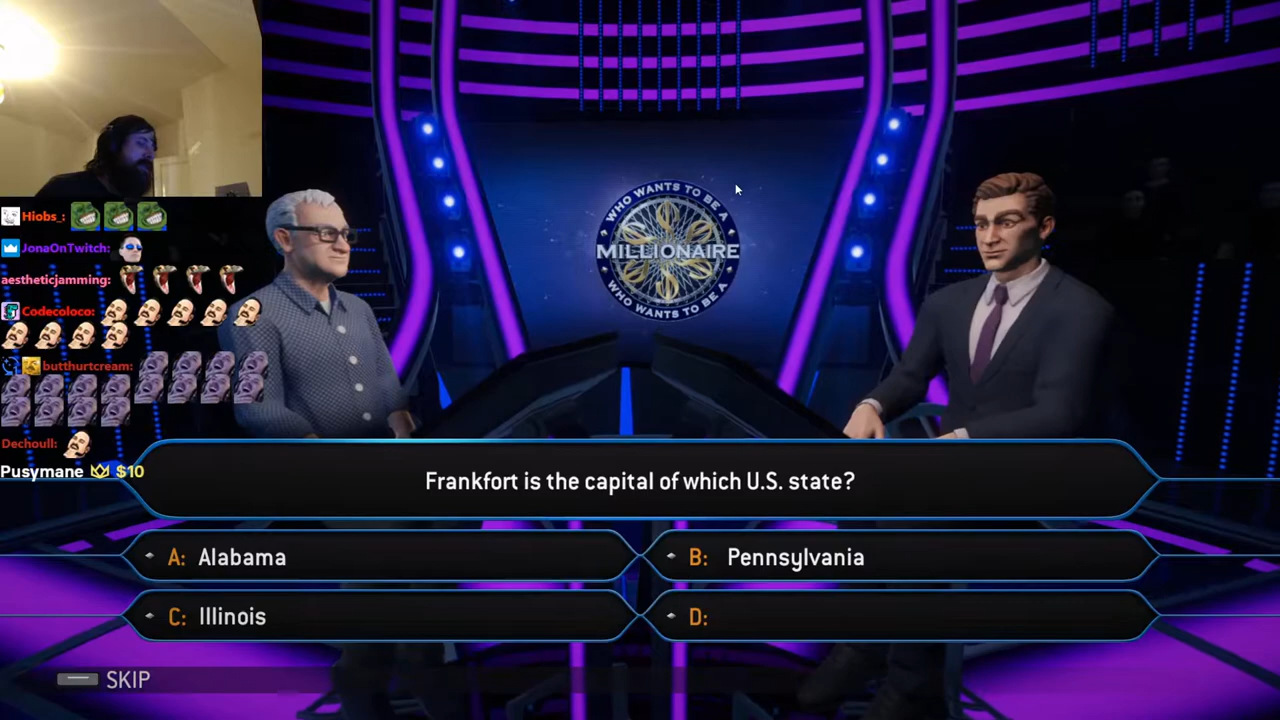 WHO WANTS TO BE A
MILLIONAIRE
WHO WANTS TO BE A
Hiobs_:
JonaOnTwitch:
aestheticjamming:
Codecoloco:
butthurtcream:
Dechoull:
Pusymane $10
Frankfort is the capital of which U.S. state?
A: Alabama
B: Pennsylvania
C: Illinois
D:
SKIP